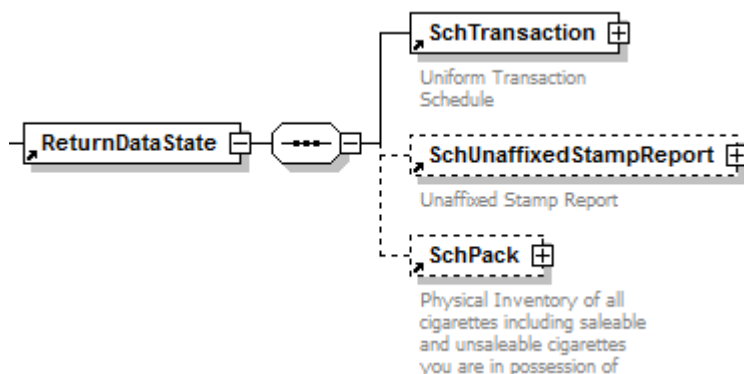 SchTransaction
Uniform Transaction
Schedule
ReturnDataState
SchUnaffixedStampReport
Unaffixed Stamp Report
SchPack
Physical Inventory of all
cigarettes including saleable
and unsaleable cigarettes
you are in possession of